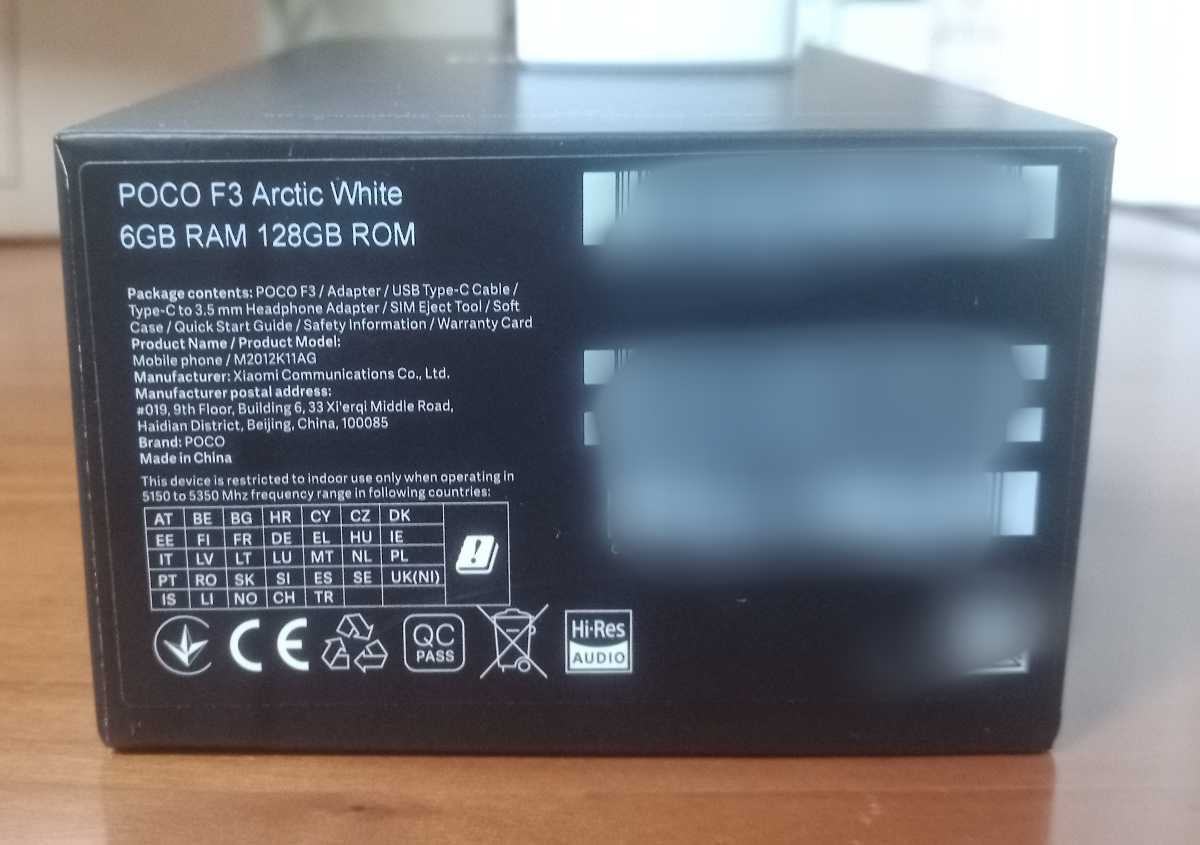 POCO F3 Arctic White
6GB RAM 128GB ROM
Package contents: POCO F3 / Adapter / USB Type-C Cable /
Type-C to 3.5 mm Headphone Adapter / SIM Eject Tool / Soft
Case / Quick Start Guide / Safety Information / Warranty Card
Product Name / Product Model:
Mobile phone / M2012K11AG
Manufacturer: Xiaomi Communications Co., Ltd.
Manufacturer postal address:
#019, 9th Floor, Building 6, 33 Xi'erqi Middle Road,
Haidian District, Beijing, China, 100085
Brand: POCO
Made in China
This device is restricted to indoor use only when operating in
5150 to 5350 Mhz frequency range in following countries:
AT BE BG HR CY CZ DK
EE FI FR DE EL HU IE
IT LV LT LU MT NL PL
PT RO SK SI ES SE UK(NI)
IS LI NO CH TR
CE
QC
PASS
Hi-Res
AUDIO